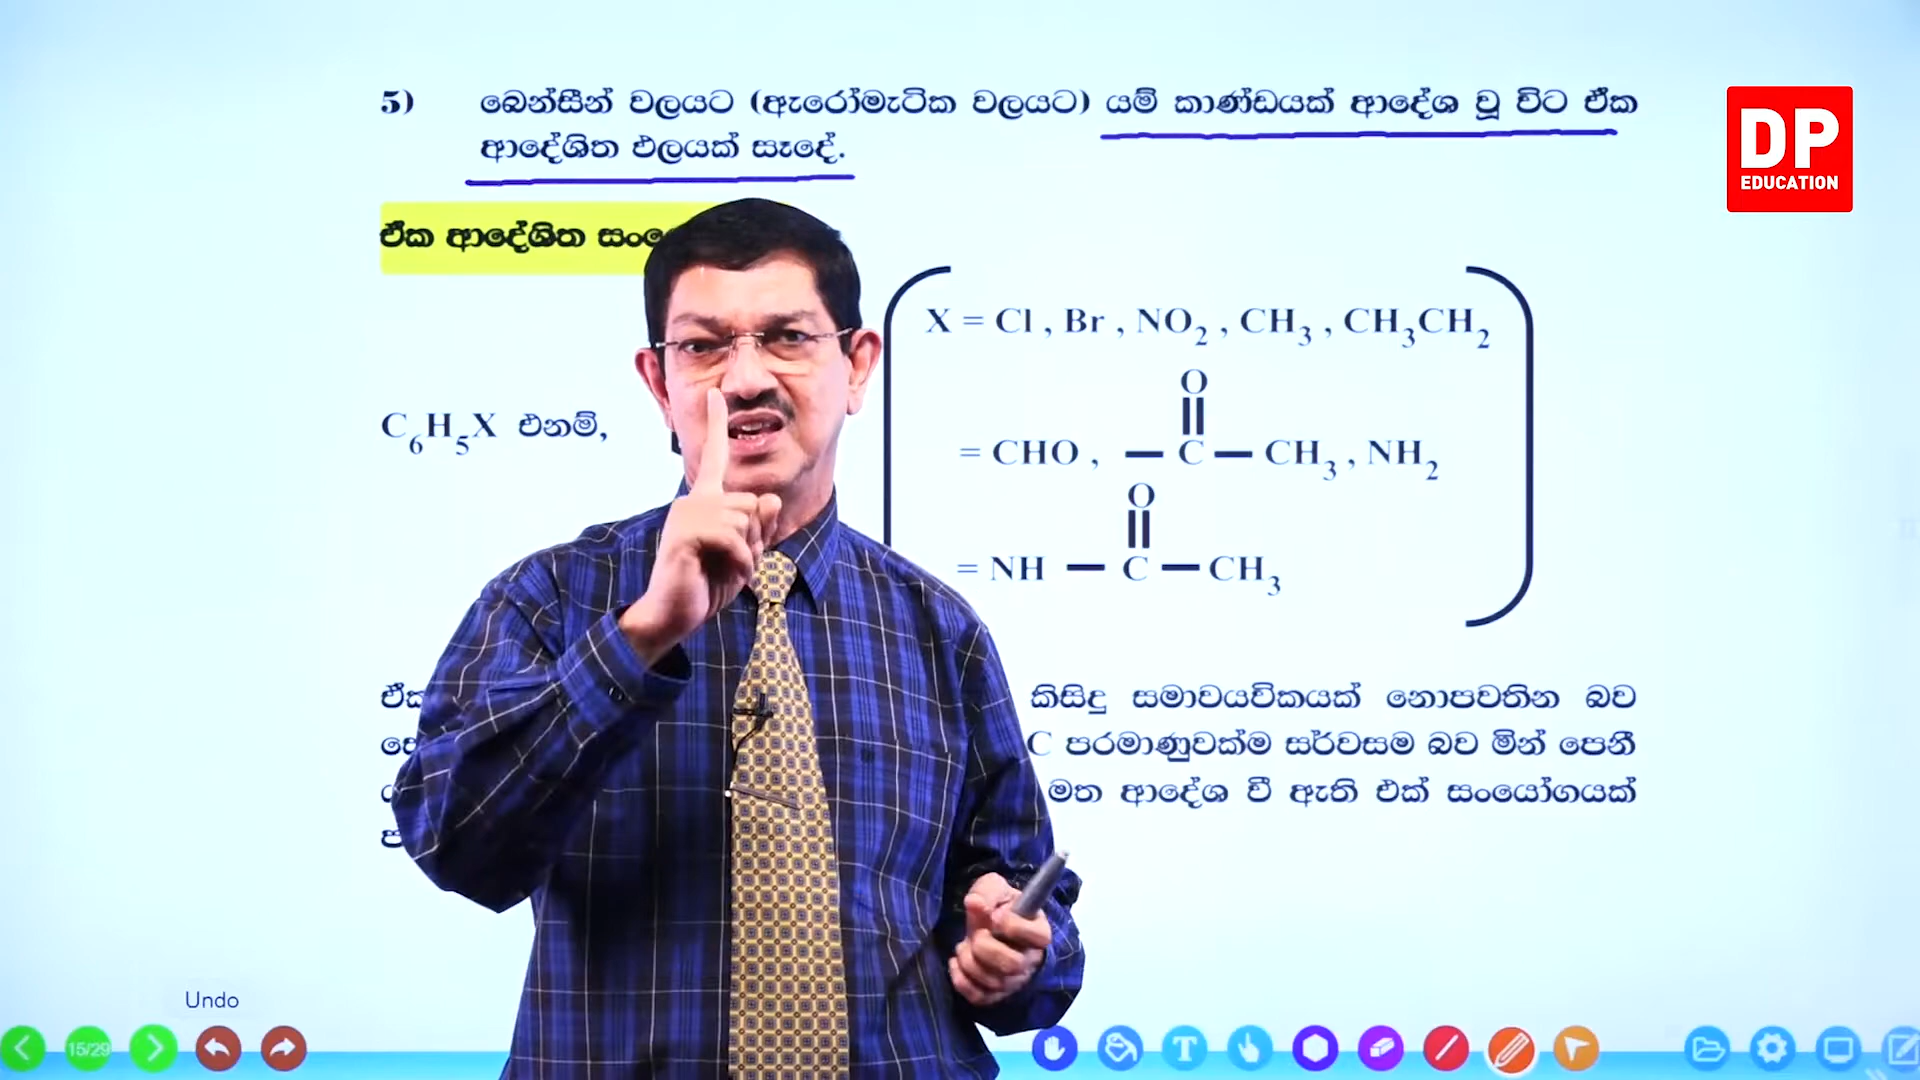 5) බෙන්සීන් වලයට (ඇරෝමැටික වලයට) යම් කාණ්ඩයක් ආදේශ වූ විට ඒක
ආදේශිත ඵලයක් සෑදේ.
DP
EDUCATION
ඒක ආදේශිත
X = Cl , Br , NO₂ , CH₃ , CH₃CH₂
O
C₆H₅X එනම්,
= CHO , — C — CH₃ , NH₂
O
= NH — C — CH₃
ඒක කිසිදු සමාවයවිකයක් නොපවතින බව
C පරමාණුවක්ම සර්වසම බව මින් පෙනී
මත ආදේශ වී ඇති එක් සංයෝගයක්
Undo
15/29
T